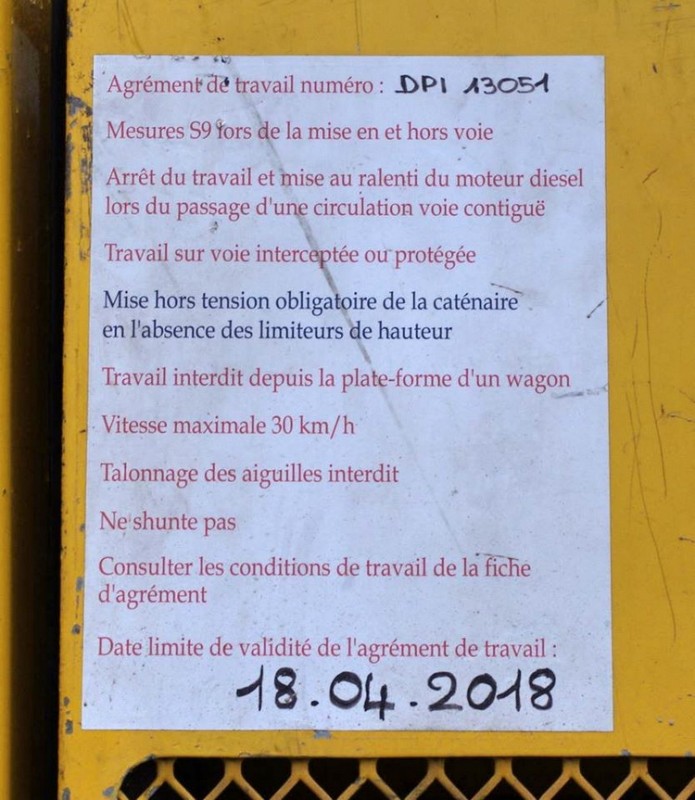 Agrément de travail numéro : DPI 13051
Mesures S9 lors de la mise en et hors voie
Arrêt du travail et mise au ralenti du moteur diesel
lors du passage d'une circulation voie contiguë
Travail sur voie interceptée ou protégée
Mise hors tension obligatoire de la caténaire
en l'absence des limiteurs de hauteur
Travail interdit depuis la plate-forme d'un wagon
Vitesse maximale 30 km/h
Talonnage des aiguilles interdit
Ne shunte pas
Consulter les conditions de travail de la fiche
d'agrément
Date limite de validité de l'agrément de travail :
18.04.2018